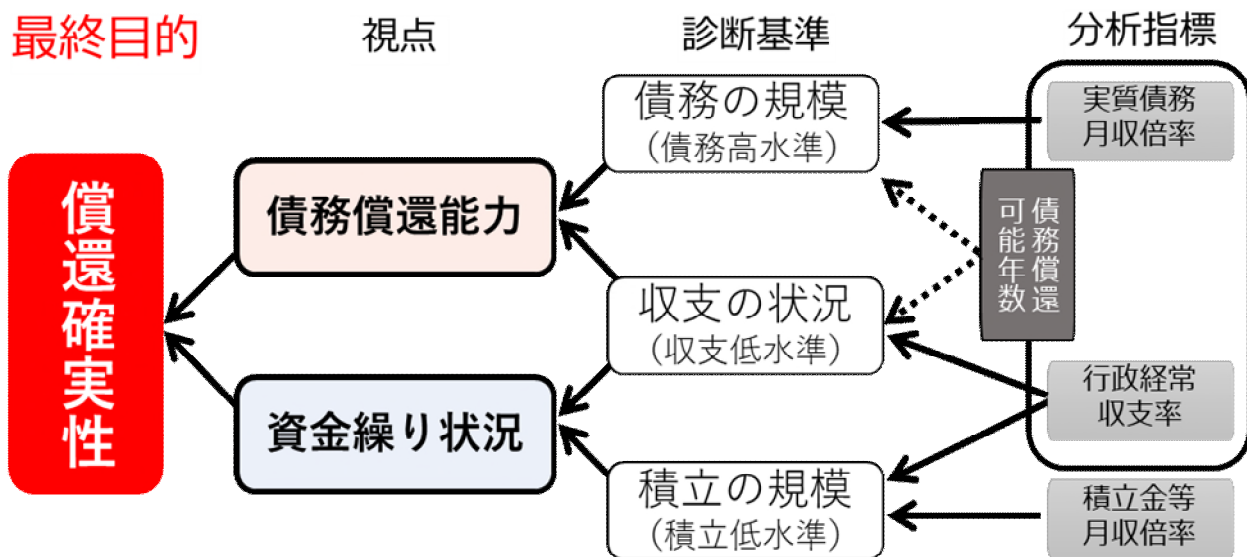 最終目的
視点
診断基準
分析指標
償還確実性
債務償還能力
資金繰り状況
債務の規模
（債務高水準）
収支の状況
（収支低水準）
積立の規模
（積立低水準）
実質債務
月収倍率
債務償還
可能年数
行政経常
収支率
積立金等
月収倍率